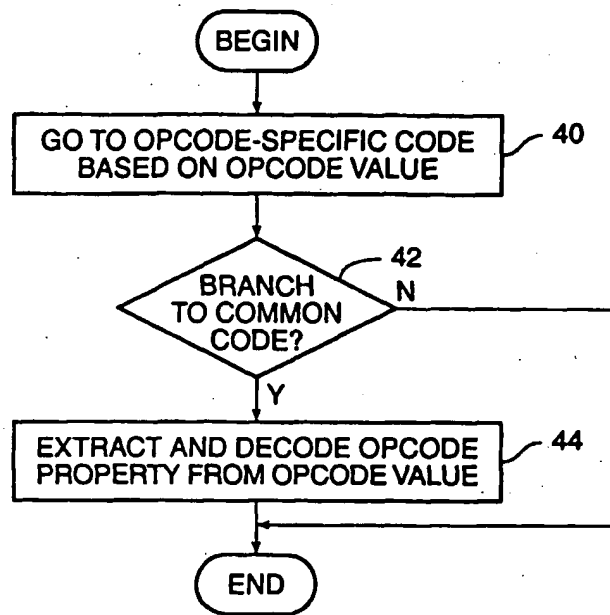 BEGIN
GO TO OPCODE-SPECIFIC CODE
BASED ON OPCODE VALUE
40
42
BRANCH
TO COMMON
CODE?
N
Y
EXTRACT AND DECODE OPCODE
PROPERTY FROM OPCODE VALUE
44
END